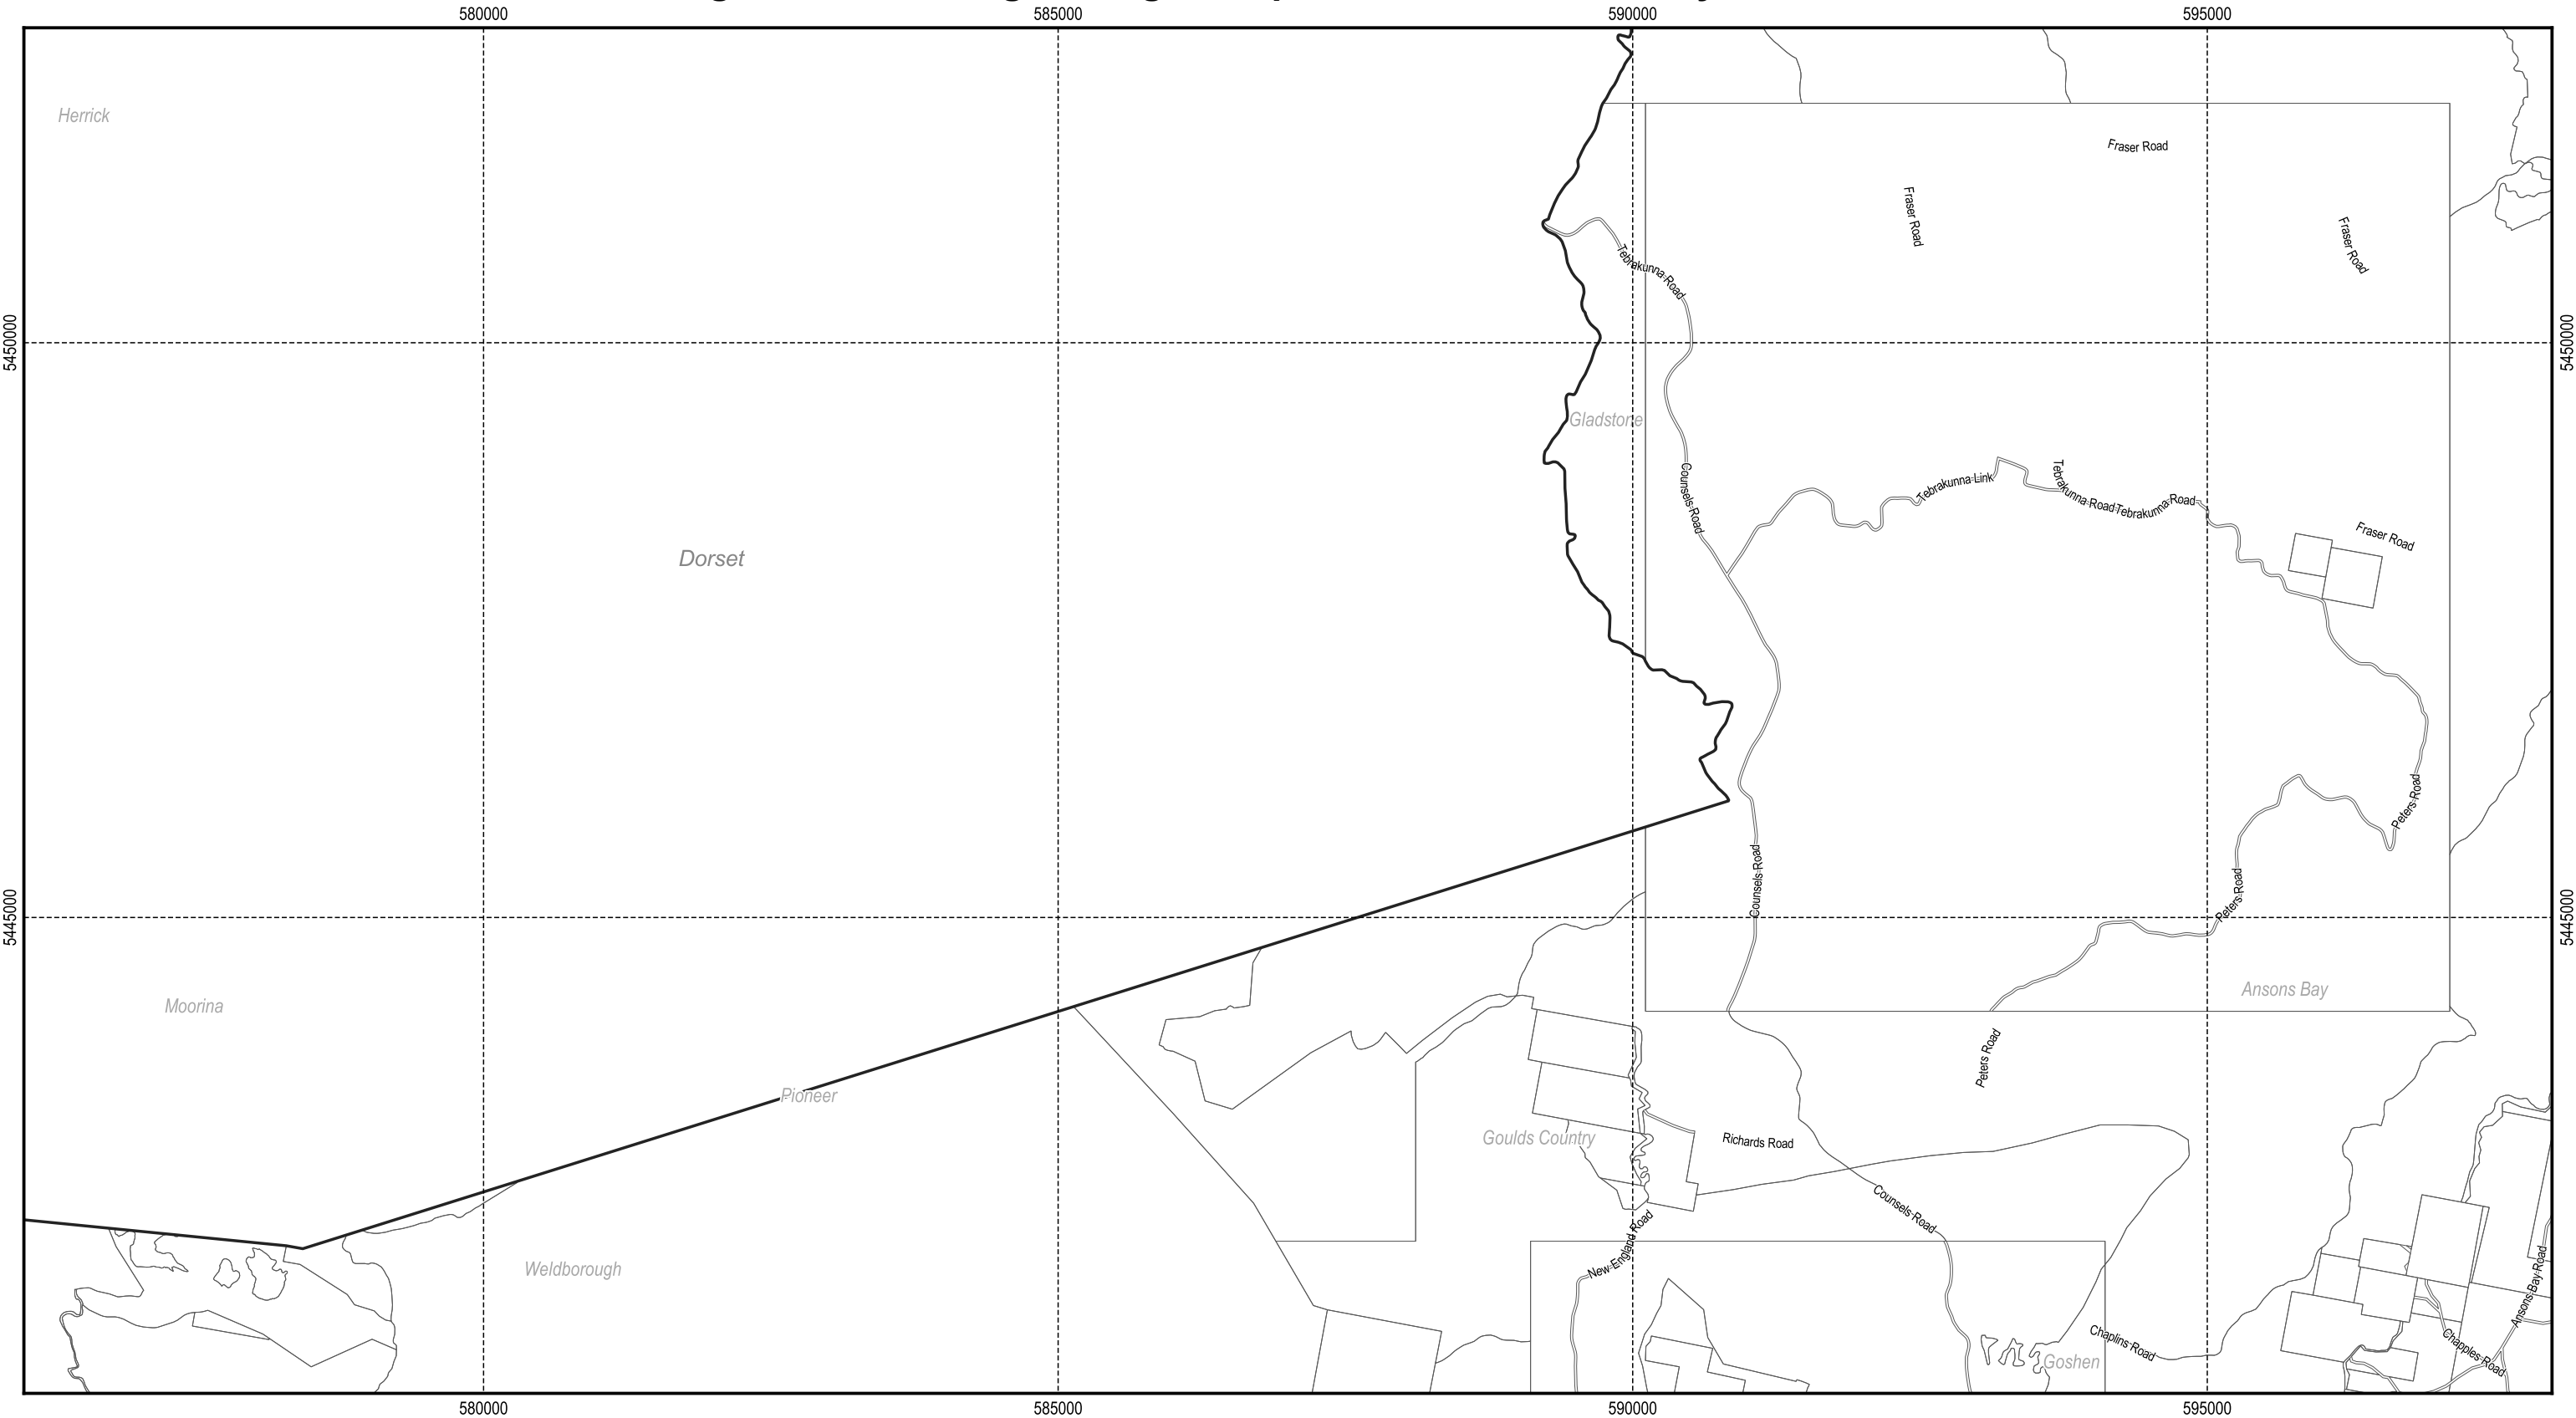 580000
585000
590000
595000
Herrick
Fraser Road
Fraser Road
Fraser Road
Tebrakunna Road
5450000
5450000
Gladstone
Counsels Road
Tebrakunna Link
Tebrakunna Road
Tebrakunna Road
Fraser Road
Dorset
Peters Road
Counsels Road
Peters Road
5445000
5445000
Ansons Bay
Moorina
Peters Road
Pioneer
Goulds Country
Richards Road
Counsels Road
New England Road
Weldborough
Ansons Bay Road
Chaplins Road
Chapples Road
Goshen
580000
585000
590000
595000